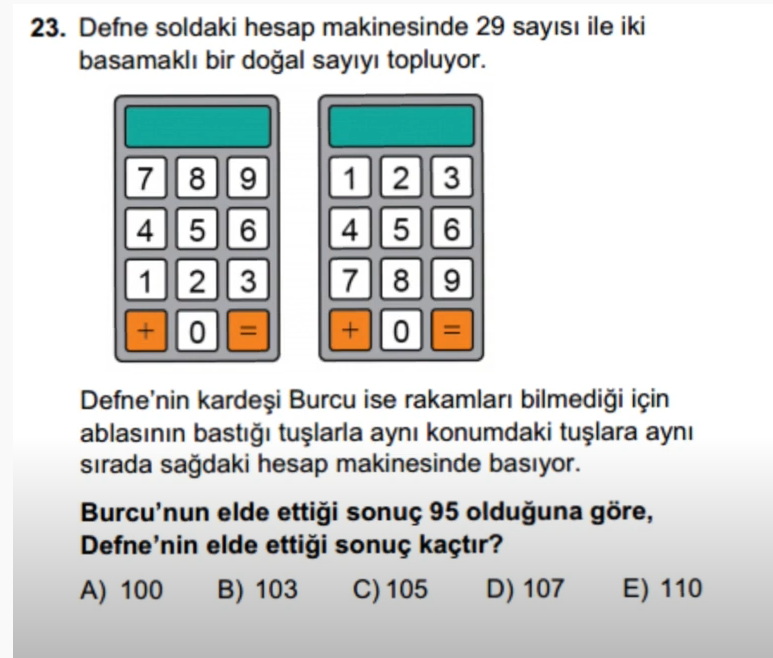 23. Defne soldaki hesap makinesinde 29 sayısı ile iki
basamaklı bir doğal sayıyı topluyor.
7 8 9 1 2 3
4 5 6 4 5 6
1 2 3 7 8 9
+ 0 = + 0 =
Defne'nin kardeşi Burcu ise rakamları bilmediği için
ablasının bastığı tuşlarla aynı konumdaki tuşlara aynı
sırada sağdaki hesap makinesinde basıyor.
Burcu'nun elde ettiği sonuç 95 olduğuna göre,
Defne'nin elde ettiği sonuç kaçtır?
A) 100 B) 103 C) 105 D) 107 E) 110